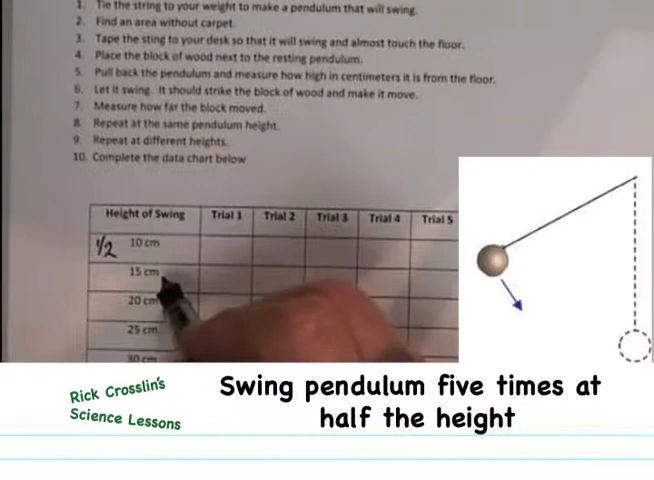 1. Tie the string to your weight to make a pendulum that will swing.
2. Find an area without carpet.
3. Tape the sting to your desk so that it will swing and almost touch the floor.
4. Place the block of wood next to the resting pendulum.
5. Pull back the pendulum and measure how high in centimeters it is from the floor.
6. Let it swing. It should strike the block of wood and make it move.
7. Measure how far the block moved.
8. Repeat at the same pendulum height.
9. Repeat at different heights.
10. Complete the data chart below
Height of Swing Trial 1 Trial 2 Trial 3 Trial 4 Trial 5
1/2 10 cm
15 cm
20 cm
25 cm
30 cm
Rick Crosslin's
Science Lessons
Swing pendulum five times at
half the height